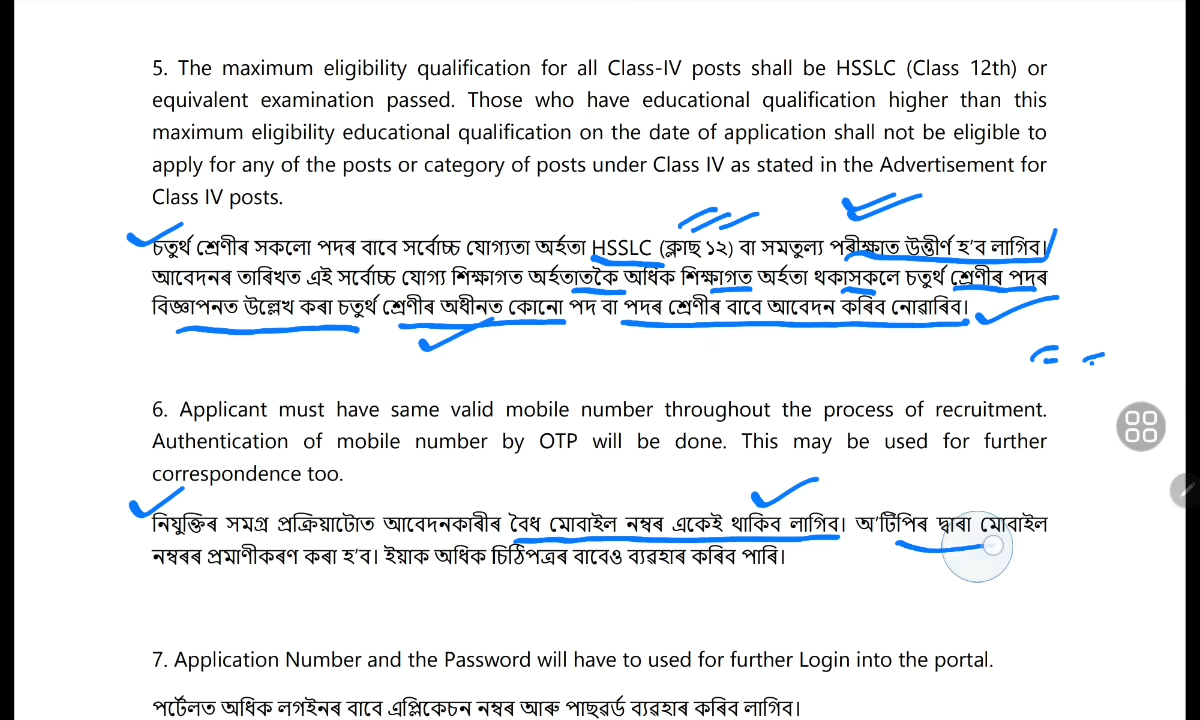 5. The maximum eligibility qualification for all Class-IV posts shall be HSSLC (Class 12th) or
equivalent examination passed. Those who have educational qualification higher than this
maximum eligibility educational qualification on the date of application shall not be eligible to
apply for any of the posts or category of posts under Class IV as stated in the Advertisement for
Class IV posts.
চতুৰ্থ শ্ৰেণীৰ সকলো পদৰ বাবে সৰ্বোচ্চ যোগ্যতা অৰ্হতা HSSLC (ক্লাছ ১২) বা সমতুল্য পৰীক্ষাত উত্তীৰ্ণ হ'ব লাগিব।
আবেদনৰ তাৰিখত এই সৰ্বোচ্চ যোগ্য শিক্ষাগত অৰ্হতাতকৈ অধিক শিক্ষাগত অৰ্হতা থকাসকলে চতুৰ্থ শ্ৰেণীৰ পদৰ
বিজ্ঞাপনত উল্লেখ কৰা চতুৰ্থ শ্ৰেণীৰ অধীনত কোনো পদ বা পদৰ শ্ৰেণীৰ বাবে আবেদন কৰিব নোৱাৰিব।
6. Applicant must have same valid mobile number throughout the process of recruitment.
Authentication of mobile number by OTP will be done. This may be used for further
correspondence too.
নিযুক্তিৰ সমগ্ৰ প্ৰক্ৰিয়াটোত আবেদনকাৰীৰ বৈধ মোবাইল নম্বৰ একেই থাকিব লাগিব। অ'টিপিৰ দ্বাৰা মোবাইল
নম্বৰৰ প্ৰমাণীকৰণ কৰা হ'ব। ইয়াক অধিক চিঠিপত্ৰৰ বাবেও ব্যৱহাৰ কৰিব পাৰি।
7. Application Number and the Password will have to used for further Login into the portal.
পৰ্টেলত অধিক লগইনৰ বাবে এপ্লিকেচন নম্বৰ আৰু পাছৱৰ্ড ব্যৱহাৰ কৰিব লাগিব।